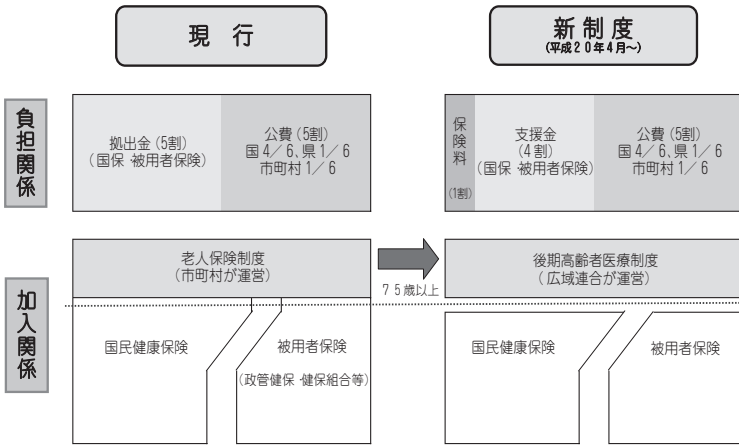 現 行
新 制 度
(平成20年4月~)
負担関係
拠出金(5割)
(国保・被用者保険)
公費(5割)
国4/6、県1/6
市町村1/6
保険料
(1割)
支援金
(4割)
(国保・被用者保険)
公費(5割)
国4/6、県1/6
市町村1/6
加入関係
老人保険制度
(市町村が運営)
75歳以上
後期高齢者医療制度
(広域連合が運営)
国民健康保険
被用者保険
(政管健保・健保組合等)
国民健康保険
被用者保険